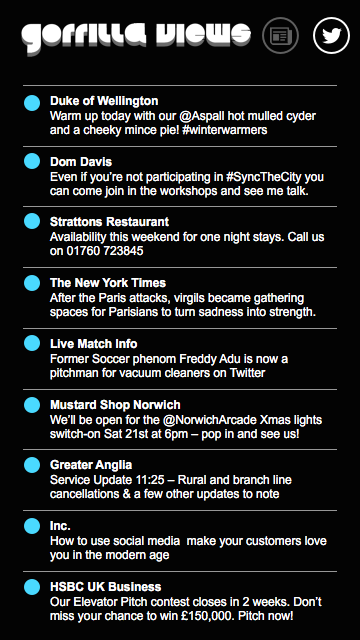 gorrilla views
Duke of Wellington
Warm up today with our @Aspall hot mulled cyder
and a cheeky mince pie! #winterwarmers
Dom Davis
Even if you’re not participating in #SyncTheCity you
can come join in the workshops and see me talk.
Strattons Restaurant
Availability this weekend for one night stays. Call us
on 01760 723845
The New York Times
After the Paris attacks, virgils became gathering
spaces for Parisians to turn sadness into strength.
Live Match Info
Former Soccer phenom Freddy Adu is now a
pitchman for vacuum cleaners on Twitter
Mustard Shop Norwich
We’ll be open for the @NorwichArcade Xmas lights
switch-on Sat 21st at 6pm – pop in and see us!
Greater Anglia
Service Update 11:25 – Rural and branch line
cancellations & a few other updates to note
Inc.
How to use social media  make your customers love
you in the modern age
HSBC UK Business
Our Elevator Pitch contest closes in 2 weeks. Don’t
miss your chance to win £150,000. Pitch now!